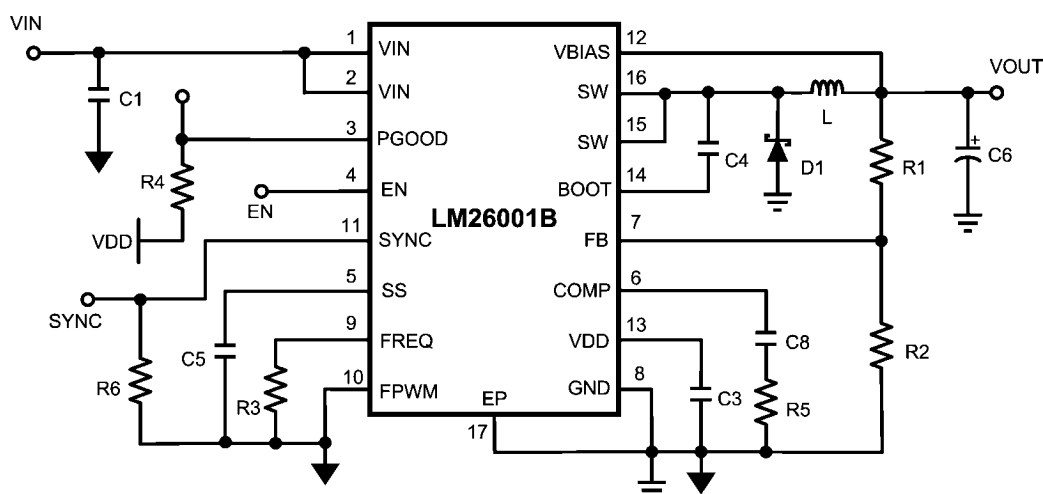 VIN
1
VIN
2
VIN
C1
3
PGOOD
R4
4
EN
EN
VDD
11
SYNC
SYNC
5
SS
C5
9
FREQ
R6
R3
10
FPWM
LM26001B
EP
17
12
VBIAS
16
SW
15
SW
14
BOOT
7
FB
6
COMP
13
VDD
8
GND
VOUT
L
C4
D1
R1
C6
+
C8
R2
C3
R5